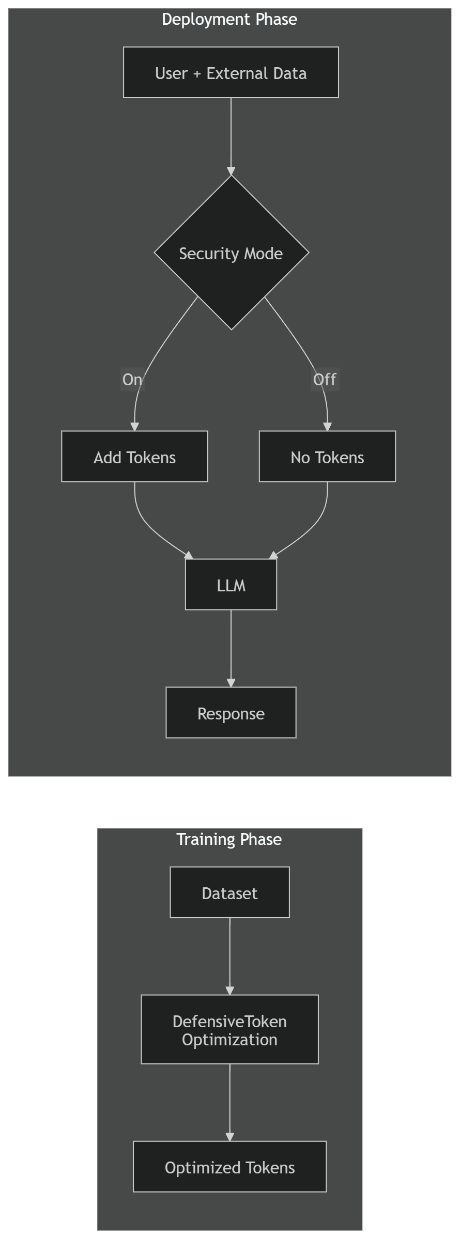 Deployment Phase
User + External Data
Security Mode
On
Off
Add Tokens
No Tokens
LLM
Response
Training Phase
Dataset
DefensiveToken
Optimization
Optimized Tokens